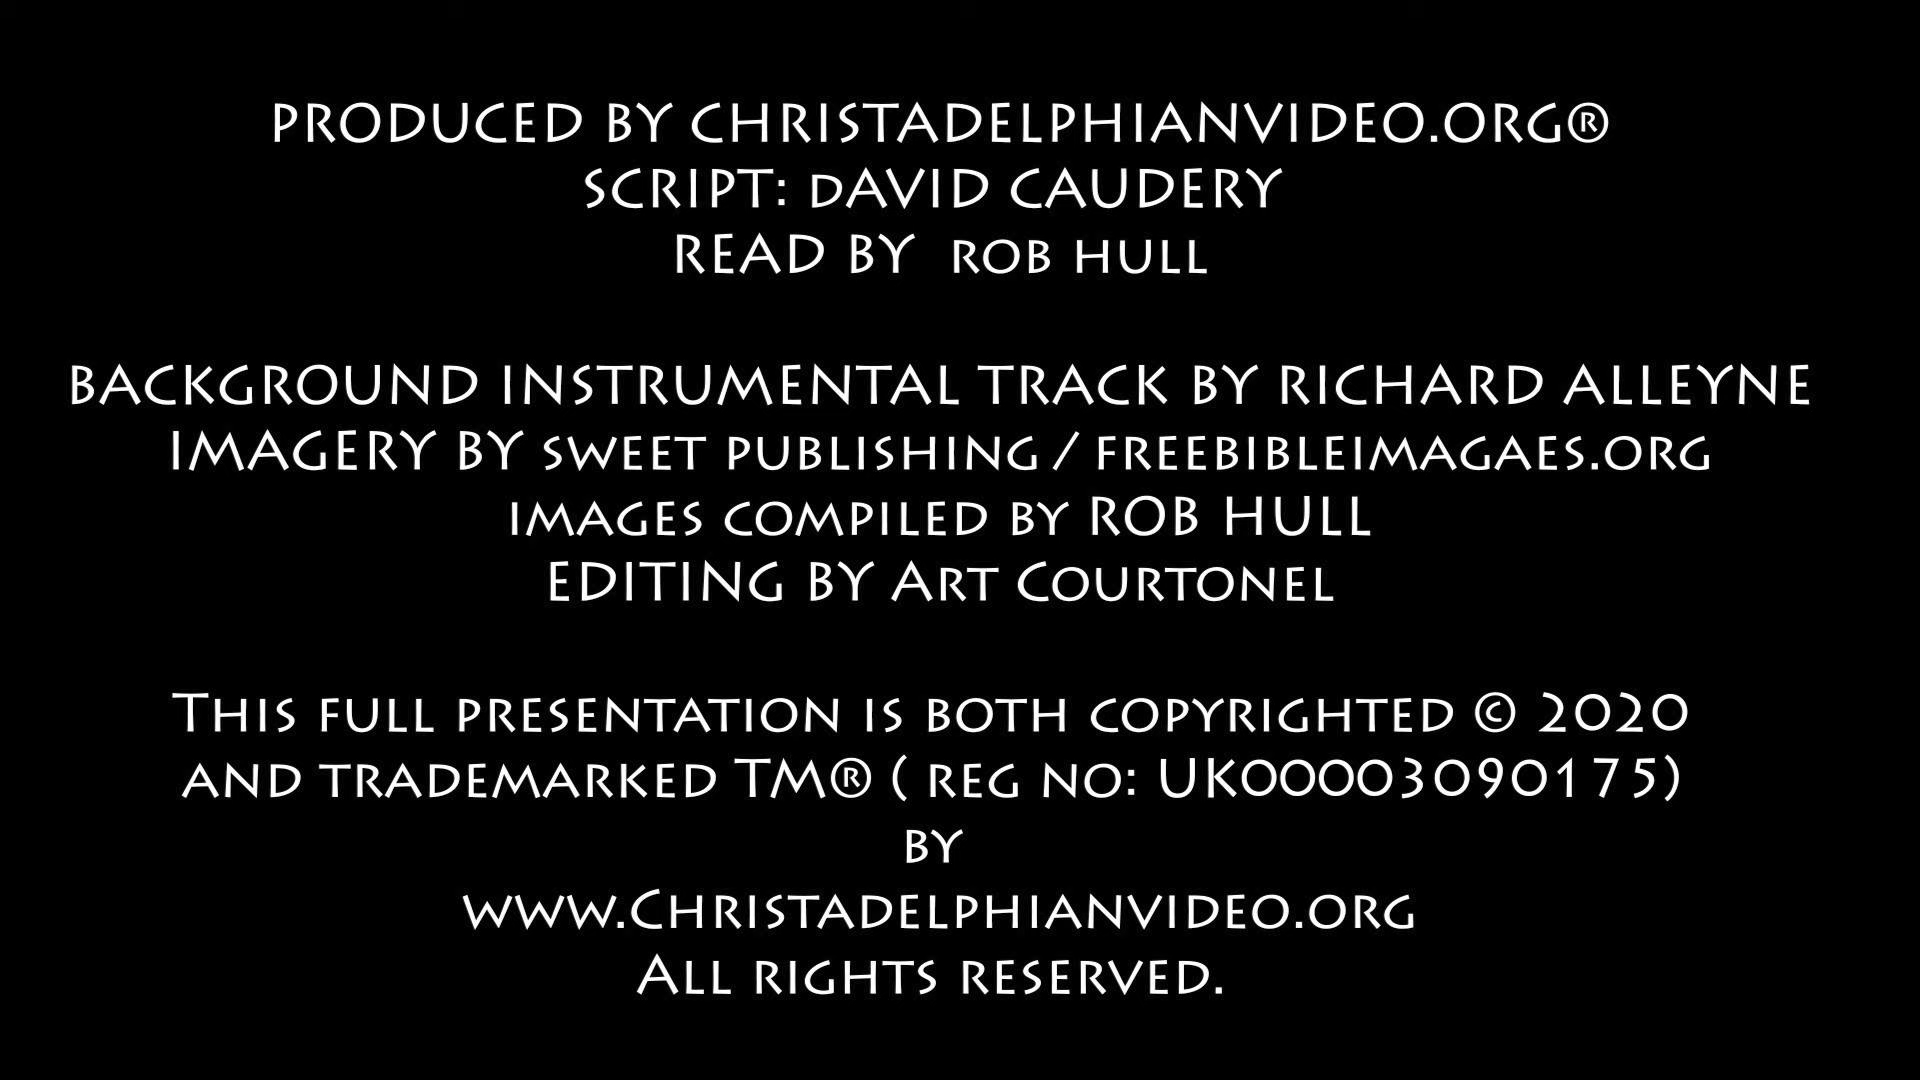 PRODUCED BY CHRISTADELPHIANVIDEO.ORG®
SCRIPT: dAVID CAUDERY
READ BY rob hull
BACKGROUND INSTRUMENTAL TRACK BY RICHARD ALLEYNE
IMAGERY BY sweet publishing / freebibleimagaes.org
images compiled by ROB HULL
EDITING BY Art Courtonel
This full presentation is both copyrighted © 2020
and trademarked TM® ( reg no: UK00003090175)
by
www.Christadelphianvideo.org
All rights reserved.